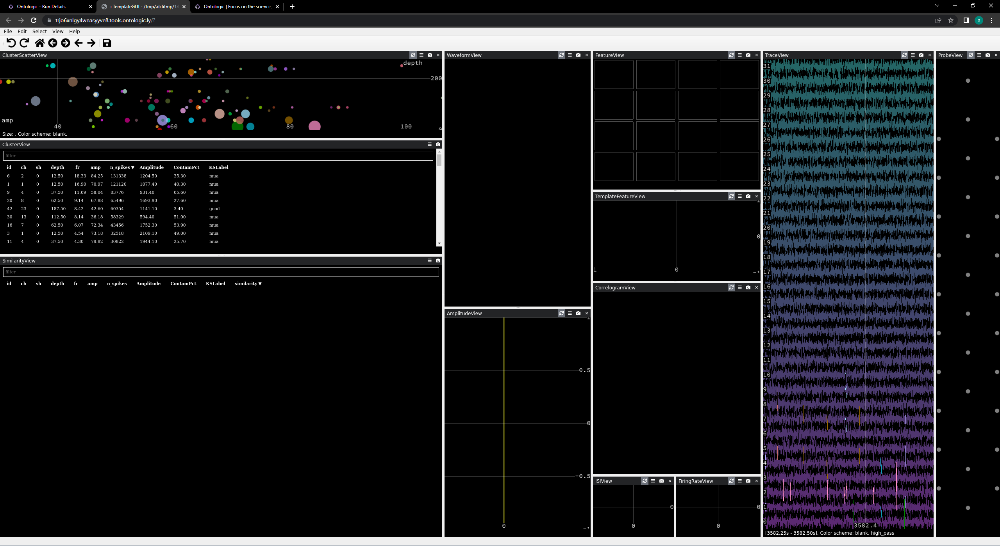 Ontologic - Run Details
: TemplateGUI - /tmp/.dclitmp/14
Ontologic | Focus on the science,
trjo6xnlgy4wnasyyve8.tools.ontologic.ly/?
o
File Edit Select View Help
ClusterScatterView
depth
200
amp
40 60 80 100
0
Size: . Color scheme: blank.
ClusterView
filter
id ch sh depth fr amp n_spikes ▼ Amplitude ContamPct KSLabel
6 2 0 12.50 18.33 84.25 131338 1204.50 35.30 mua
1 1 0 12.50 16.90 70.97 121120 1077.40 40.30 mua
9 4 0 37.50 11.69 58.04 83776 931.40 65.60 mua
20 8 0 62.50 9.14 67.88 65496 1693.90 27.60 mua
42 23 0 187.50 8.42 42.60 60354 1141.10 3.40 good
30 13 0 112.50 8.14 36.18 58329 594.40 51.00 mua
16 7 0 62.50 6.07 72.34 43456 1752.30 53.90 mua
3 1 0 12.50 4.54 73.18 32518 2109.10 49.00 mua
11 4 0 37.50 4.30 79.82 30822 1944.10 25.70 mua
SimilarityView
filter
id ch sh depth fr amp n_spikes Amplitude ContamPct KSLabel similarity ▼
WaveformView
AmplitudeView
1
0.5
0
-0.5
-1
0
FeatureView
TemplateFeatureView
1
0
1 0 -1
CorrelogramView
ISIView
0
0
FiringRateView
0
0
TraceView
31
30
29
28
27
26
25
24
23
22
21
20
19
18
17
16
15
14
13
12
11
10
9
8
7
6
5
4
3
2
1
0
3582.4
[3582.25s - 3582.50s]. Color scheme: blank. high_pass
ProbeView